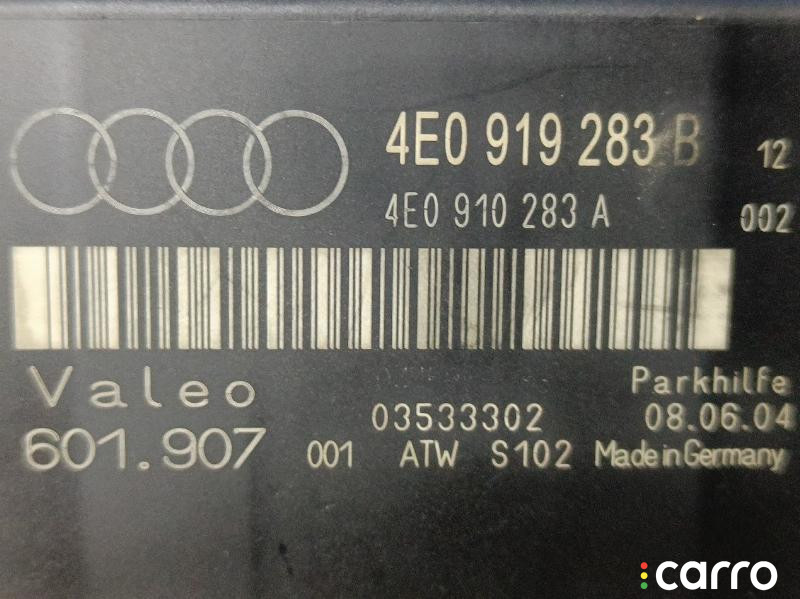 4E0 919 283 B 12
4E0 910 283 A 002
Valeo Parkhilfe
03533302 08.06.04
601.907 001 ATW S102 Made in Germany
carro